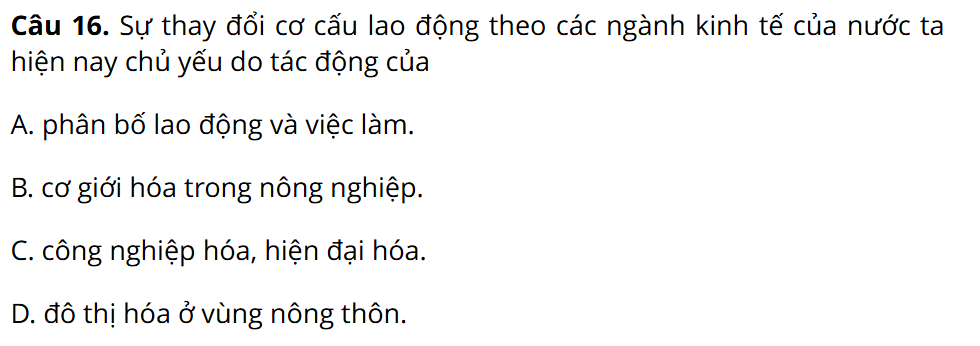 Câu 16. Sự thay đổi cơ cấu lao động theo các ngành kinh tế của nước ta
hiện nay chủ yếu do tác động của
A. phân bố lao động và việc làm.
B. cơ giới hóa trong nông nghiệp.
C. công nghiệp hóa, hiện đại hóa.
D. đô thị hóa ở vùng nông thôn.